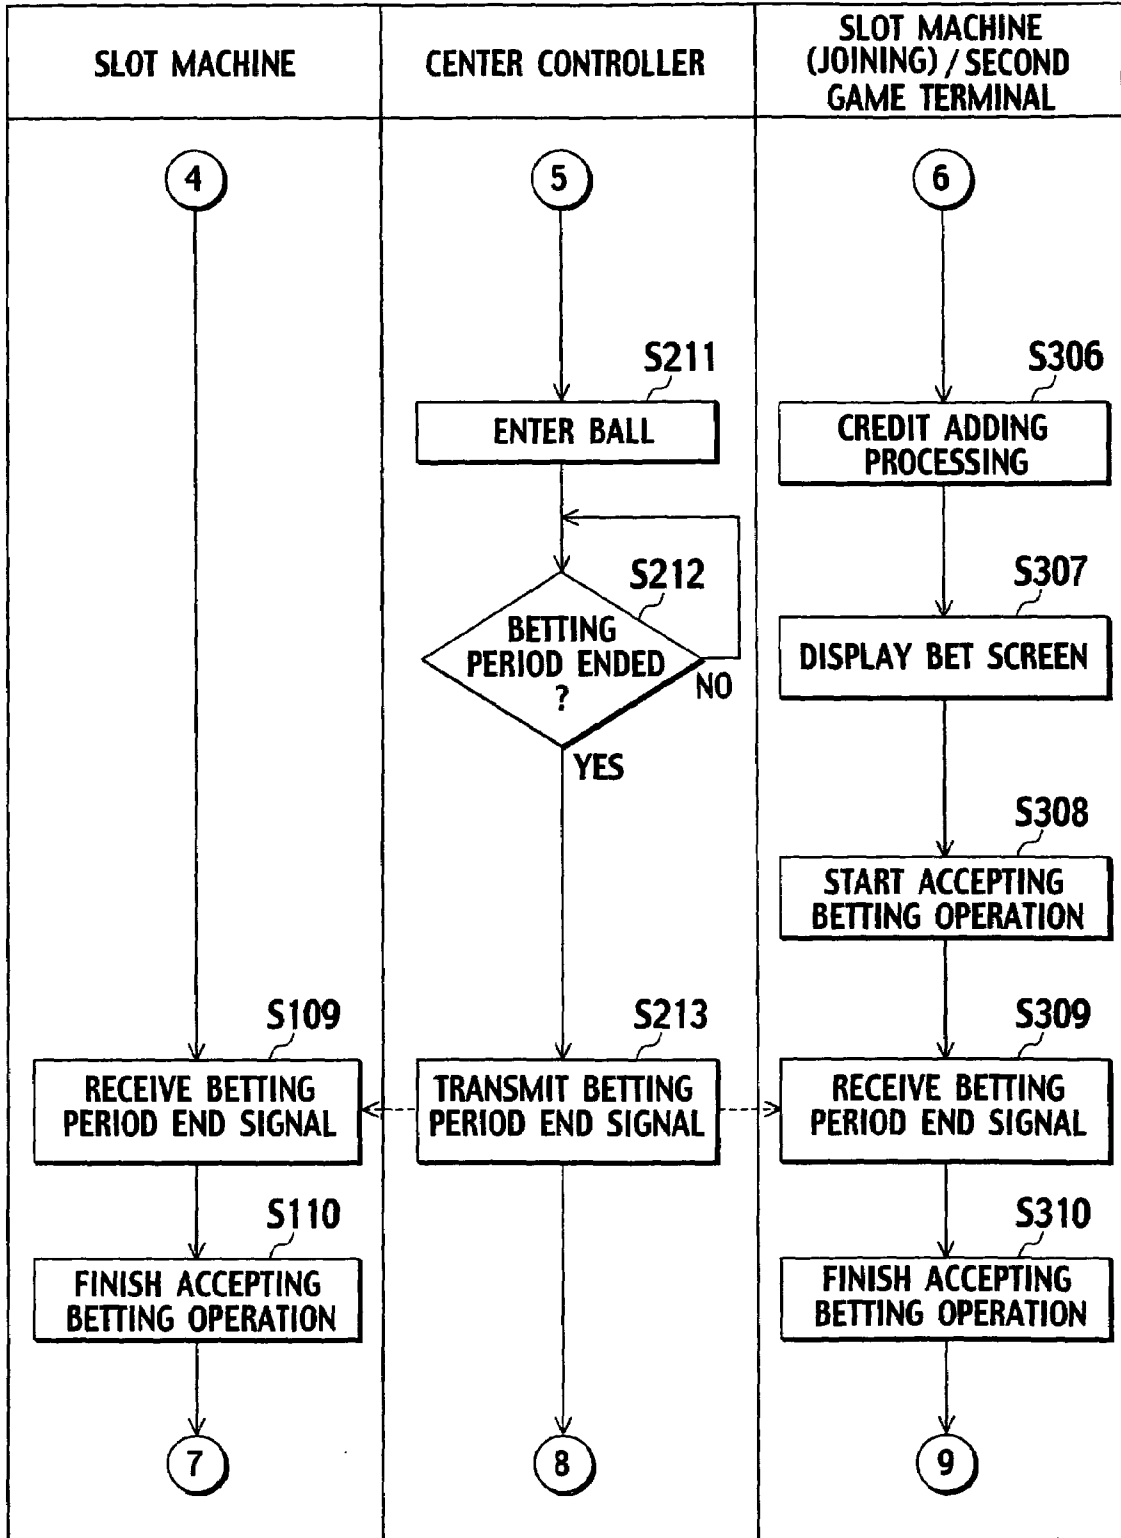 SLOT MACHINE
CENTER CONTROLLER
SLOT MACHINE
(JOINING)/SECOND
GAME TERMINAL
4
5
6
S211
ENTER BALL
S306
CREDIT ADDING
PROCESSING
S212
BETTING
PERIOD ENDED
?
NO
YES
S307
DISPLAY BET SCREEN
S308
START ACCEPTING
BETTING OPERATION
S109
RECEIVE BETTING
PERIOD END SIGNAL
S213
TRANSMIT BETTING
PERIOD END SIGNAL
S309
RECEIVE BETTING
PERIOD END SIGNAL
S110
FINISH ACCEPTING
BETTING OPERATION
S310
FINISH ACCEPTING
BETTING OPERATION
7
8
9